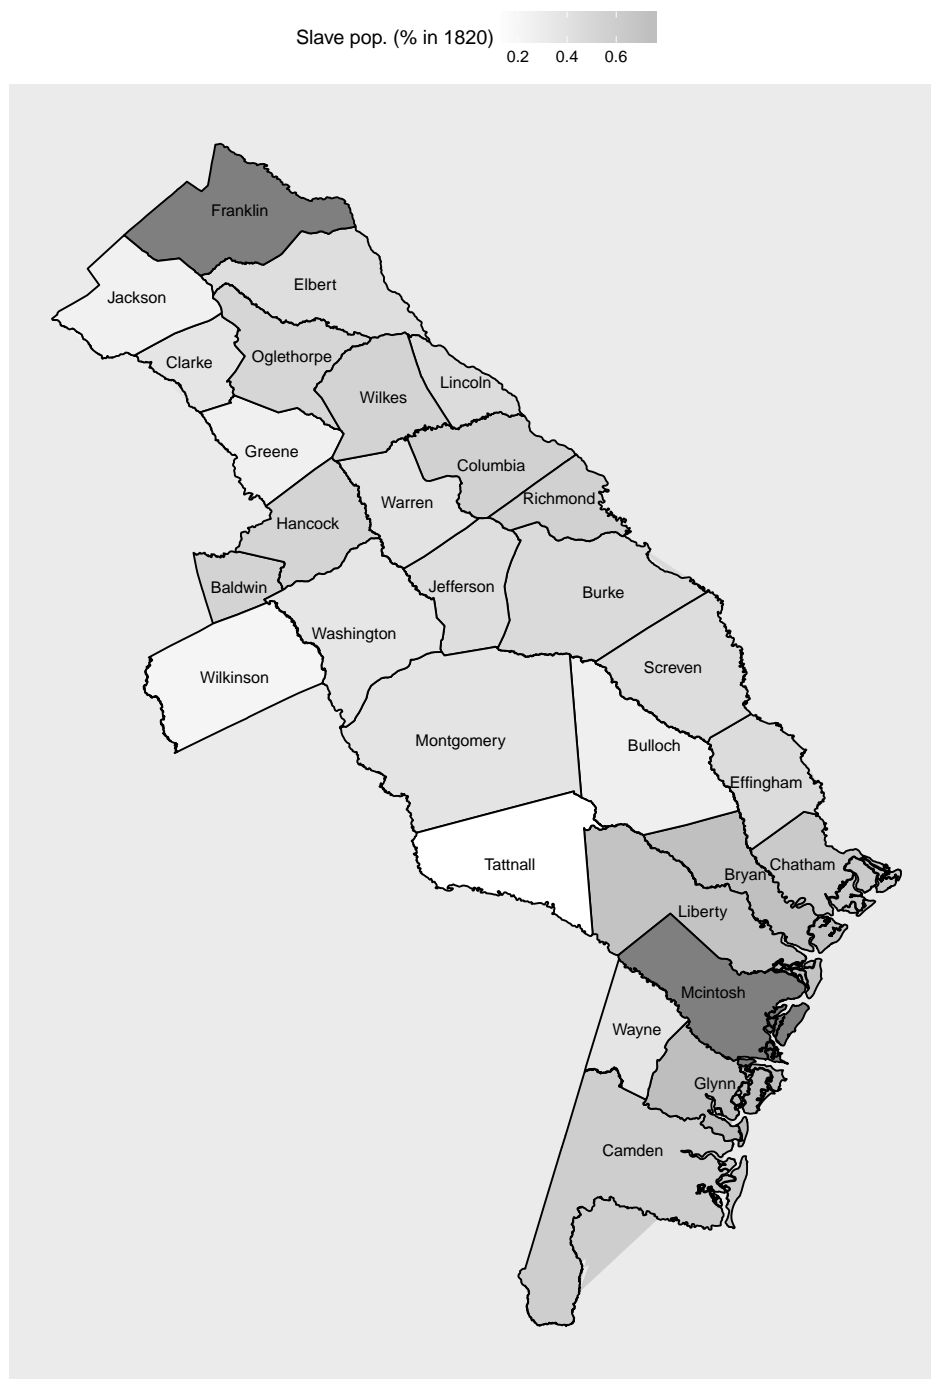 Slave pop. (% in 1820)
0.2 0.4 0.6
Franklin
Elbert
Jackson
Oglethorpe
Clarke
Lincoln
Wilkes
Greene
Columbia
Richmond
Warren
Hancock
Jefferson
Baldwin
Burke
Washington
Screven
Wilkinson
Montgomery
Bulloch
Effingham
Tattnall
Chatham
Bryan
Liberty
Mcintosh
Wayne
Glynn
Camden